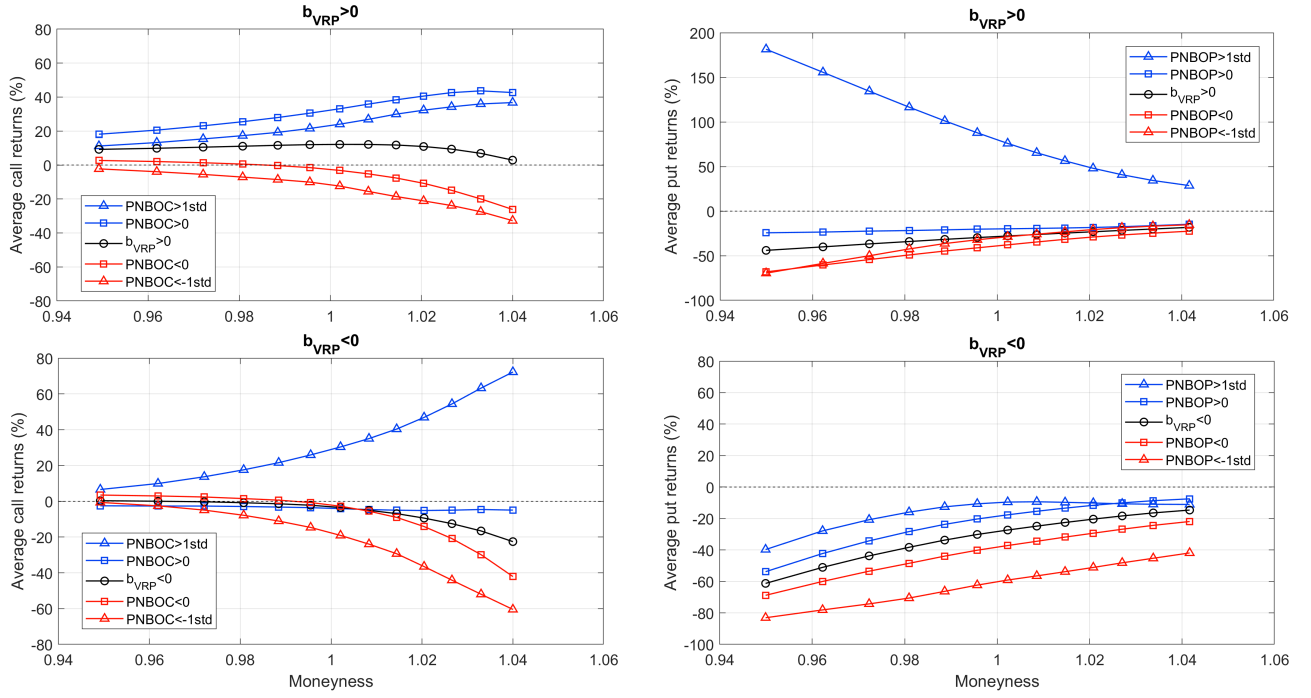 b_VRP>0
Average call returns (%)
80
60
40
20
0
-20
-40
-60
-80
0.94
0.96
0.98
1
1.02
1.04
1.06
PNBOC>1std
PNBOC>0
b_VRP>0
PNBOC<0
PNBOC<-1std
b_VRP>0
Average put returns (%)
200
150
100
50
0
-50
-100
0.94
0.96
0.98
1
1.02
1.04
1.06
PNBOP>1std
PNBOP>0
b_VRP>0
PNBOP<0
PNBOP<-1std
b_VRP<0
Average call returns (%)
80
60
40
20
0
-20
-40
-60
-80
0.94
0.96
0.98
1
1.02
1.04
1.06
Moneyness
PNBOC>1std
PNBOC>0
b_VRP<0
PNBOC<0
PNBOC<-1std
b_VRP<0
Average put returns (%)
80
60
40
20
0
-20
-40
-60
-80
-100
0.94
0.96
0.98
1
1.02
1.04
1.06
Moneyness
PNBOP>1std
PNBOP>0
b_VRP<0
PNBOP<0
PNBOP<-1std